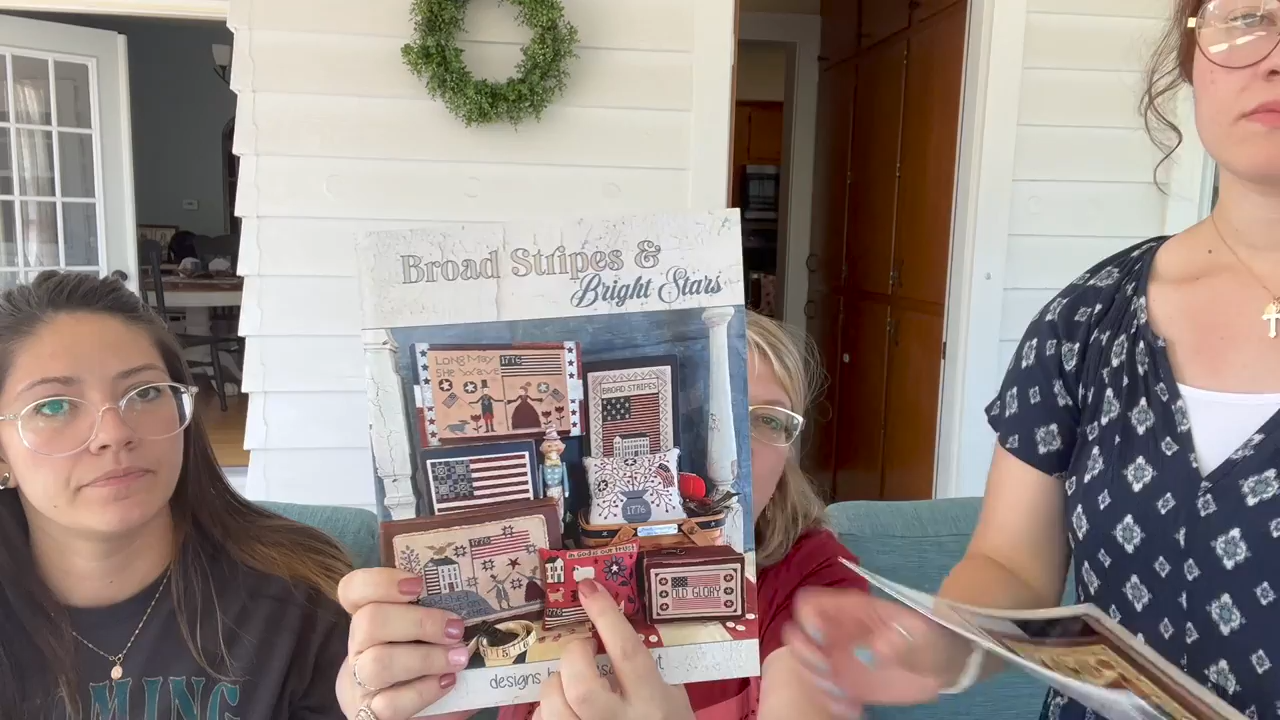 Broad Stripes &
Bright Stars
LONG MAY
SHE WAVE
1776
BROAD STRIPES
1776
1776
IN GOD IS OUR TRUST
1776
OLD GLORY
designs b
MING